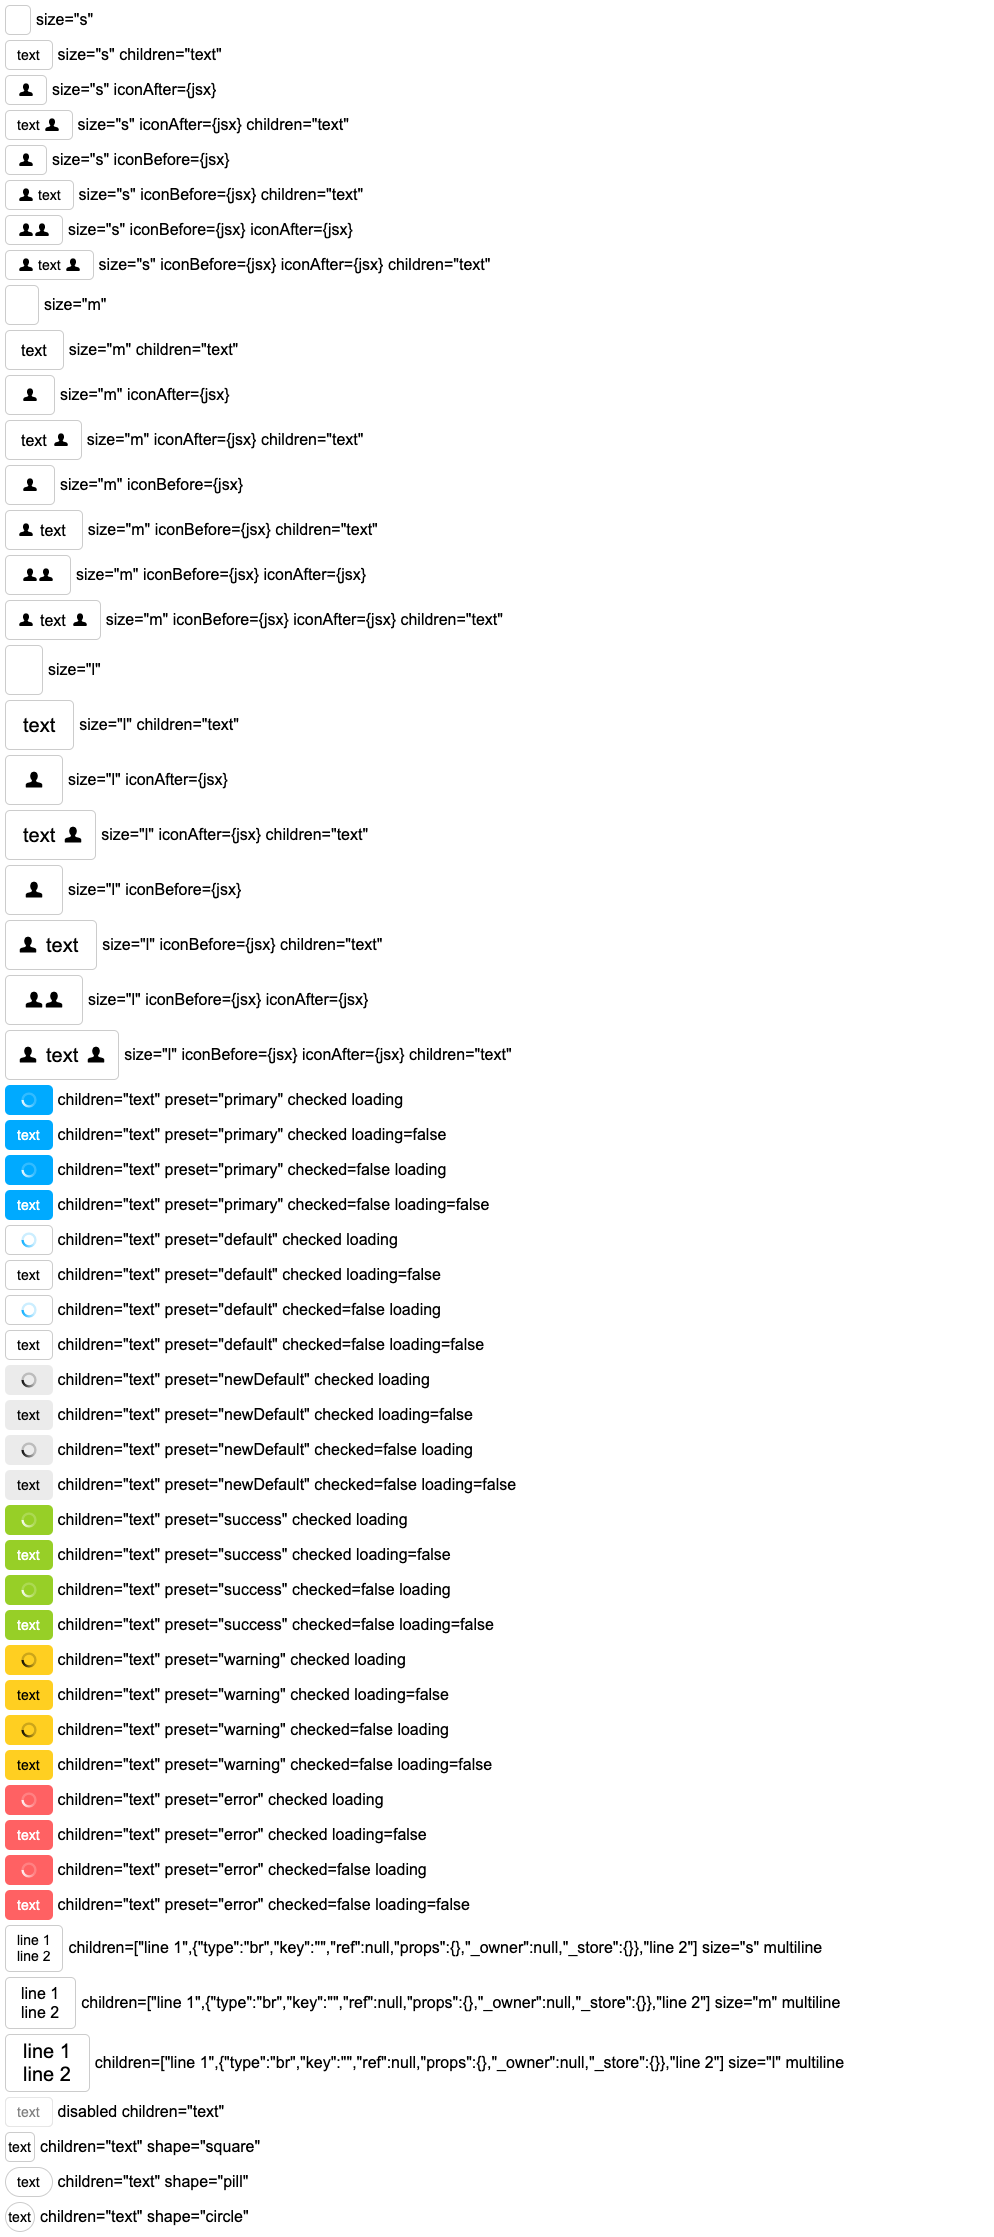 size="s"
text size="s" children="text"
size="s" iconAfter={jsx}
text size="s" iconAfter={jsx} children="text"
size="s" iconBefore={jsx}
text size="s" iconBefore={jsx} children="text"
size="s" iconBefore={jsx} iconAfter={jsx}
text size="s" iconBefore={jsx} iconAfter={jsx} children="text"
size="m"
text size="m" children="text"
size="m" iconAfter={jsx}
text size="m" iconAfter={jsx} children="text"
size="m" iconBefore={jsx}
text size="m" iconBefore={jsx} children="text"
size="m" iconBefore={jsx} iconAfter={jsx}
text size="m" iconBefore={jsx} iconAfter={jsx} children="text"
size="l"
text size="l" children="text"
size="l" iconAfter={jsx}
text size="l" iconAfter={jsx} children="text"
size="l" iconBefore={jsx}
text size="l" iconBefore={jsx} children="text"
size="l" iconBefore={jsx} iconAfter={jsx}
text size="l" iconBefore={jsx} iconAfter={jsx} children="text"
children="text" preset="primary" checked loading
text children="text" preset="primary" checked loading=false
children="text" preset="primary" checked=false loading
text children="text" preset="primary" checked=false loading=false
children="text" preset="default" checked loading
text children="text" preset="default" checked loading=false
children="text" preset="default" checked=false loading
text children="text" preset="default" checked=false loading=false
children="text" preset="newDefault" checked loading
text children="text" preset="newDefault" checked loading=false
children="text" preset="newDefault" checked=false loading
text children="text" preset="newDefault" checked=false loading=false
children="text" preset="success" checked loading
text children="text" preset="success" checked loading=false
children="text" preset="success" checked=false loading
text children="text" preset="success" checked=false loading=false
children="text" preset="warning" checked loading
text children="text" preset="warning" checked loading=false
children="text" preset="warning" checked=false loading
text children="text" preset="warning" checked=false loading=false
children="text" preset="error" checked loading
text children="text" preset="error" checked loading=false
children="text" preset="error" checked=false loading
text children="text" preset="error" checked=false loading=false
line 1
line 2
children=["line 1",{"type":"br","key":"","ref":null,"props":{},"_owner":null,"_store":{}},"line 2"] size="s" multiline
line 1
line 2
children=["line 1",{"type":"br","key":"","ref":null,"props":{},"_owner":null,"_store":{}},"line 2"] size="m" multiline
line 1
line 2
children=["line 1",{"type":"br","key":"","ref":null,"props":{},"_owner":null,"_store":{}},"line 2"] size="l" multiline
text disabled children="text"
text children="text" shape="square"
text children="text" shape="pill"
text children="text" shape="circle"